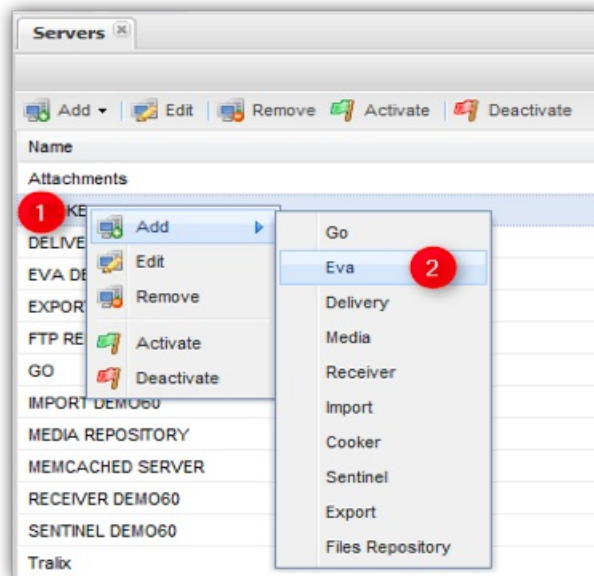 Servers
Add Edit Remove Activate Deactivate
Name
Attachments
1 KE
Add Go
DELIVE
Edit Eva 2
EVA DE
Remove Delivery
EXPOR
Media
FTP RE Activate
GO Deactivate Receiver
IMPORT DEMO60 Import
MEDIA REPOSITORY Cooker
MEMCACHED SERVER Sentinel
RECEIVER DEMO60 Export
SENTINEL DEMO60 Files Repository
Tralix